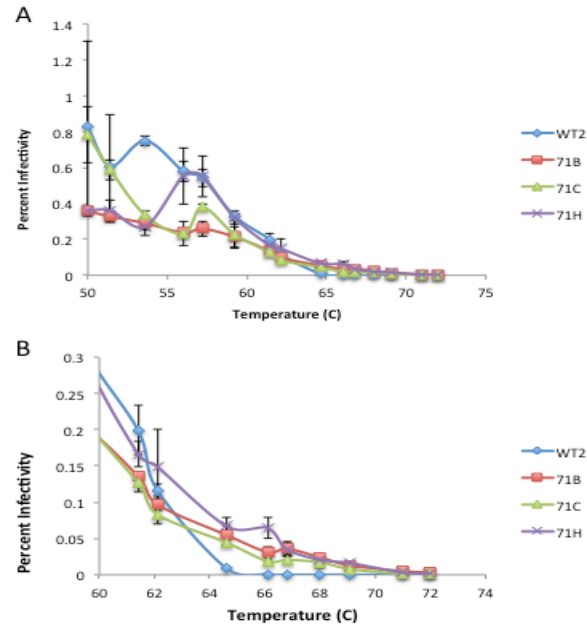 A
1.4
1.2
1
0.8
0.6
0.4
0.2
0
50 55 60 65 70 75
Percent Infectivity
Temperature (C)
WT2
71B
71C
71H
B
0.3
0.25
0.2
0.15
0.1
0.05
0
60 62 64 66 68 70 72 74
Percent Infectivity
Temperature (C)
WT2
71B
71C
71H